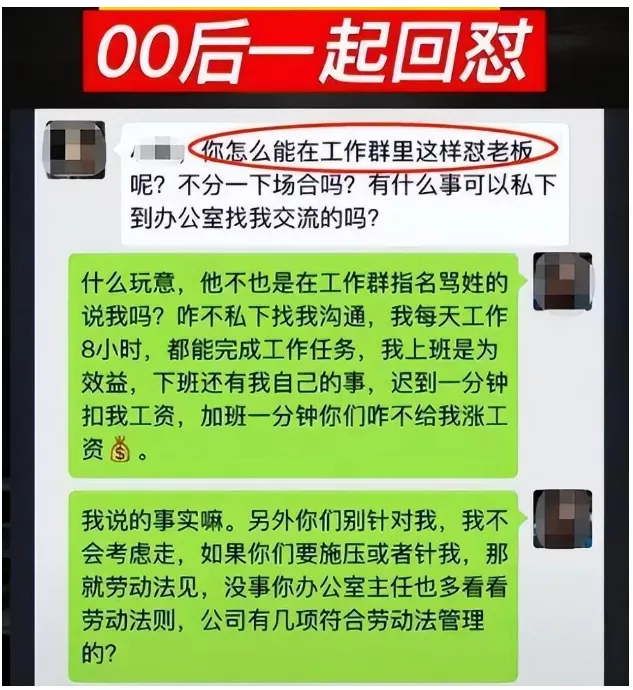 00后一起回怼
你怎么能在工作群里这样怼老板
呢？不分一下场合吗？有什么事可以私下
到办公室找我交流的吗？
什么玩意，他不也是在工作群指名骂姓的
说我吗？咋不私下找我沟通，我每天工作
8小时，都能完成工作任务，我上班是为
效益，下班还有我自己的事，迟到一分钟
扣我工资，加班一分钟你们咋不给我涨工
资💰。
我说的事实嘛。另外你们别针对我，我不
会考虑走，如果你们要施压或者针我，那
就劳动法见，没事你办公室主任也多看看
劳动法则，公司有几项符合劳动法管理
的？